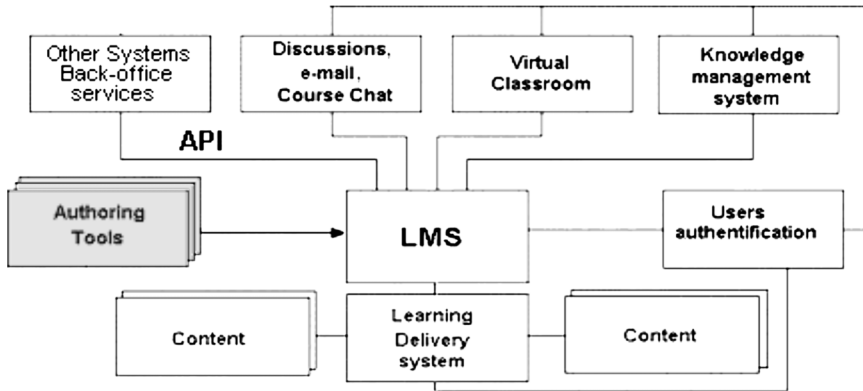 Other Systems
Back-office
services
Discussions,
e-mail,
Course Chat
Virtual
Classroom
Knowledge
management
system
API
Authoring
Tools
LMS
Users
authentification
Content
Learning
Delivery
system
Content